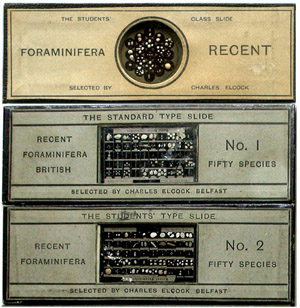 THE STUDENTS' CLASS SLIDE
FORAMINIFERA RECENT
SELECTED BY CHARLES ELCOCK
THE STANDARD TYPE SLIDE
RECENT
FORAMINIFERA
BRITISH
No. 1
FIFTY SPECIES
SELECTED BY CHARLES ELCOCK BELFAST
THE STUDENTS' TYPE SLIDE
RECENT
FORAMINIFERA
No. 2
FIFTY SPECIES
SELECTED BY CHARLES ELCOCK BELFAST